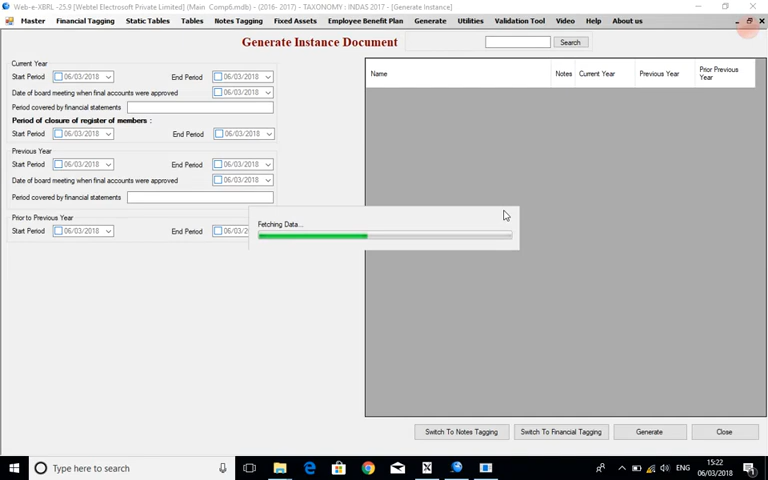 Web-e-XBRL -25.9 [Webtel Electrosoft Private Limited] (Main Comp6.mdb) - (2016- 2017) - TAXONOMY : INDAS 2017 - [Generate Instance]
Master Financial Tagging Static Tables Tables Notes Tagging Fixed Assets Employee Benefit Plan Generate Utilities Validation Tool Video Help About us
Generate Instance Document
Search
Current Year
Start Period 06/03/2018 End Period 06/03/2018
Date of board meeting when final accounts were approved 06/03/2018
Period covered by financial statements
Period of closure of register of members :
Start Period 06/03/2018 End Period 06/03/2018
Previous Year
Start Period 06/03/2018 End Period 06/03/2018
Date of board meeting when final accounts were approved 06/03/2018
Period covered by financial statements
Prior to Previous Year
Start Period 06/03/2018 End Period 06/03/2
Name Notes Current Year Previous Year Prior Previous Year
Fetching Data...
Switch To Notes Tagging Switch To Financial Tagging Generate Close
Type here to search
ENG
15:22
06/03/2018